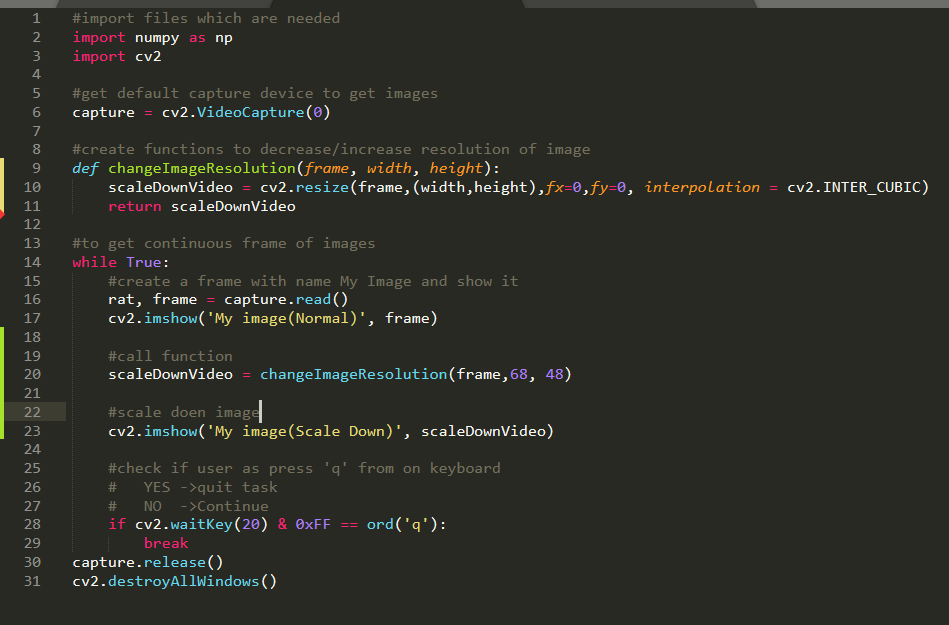 1 #import files which are needed
2 import numpy as np
3 import cv2
4
5 #get default capture device to get images
6 capture = cv2.VideoCapture(0)
7
8 #create functions to decrease/increase resolution of image
9 def changeImageResolution(frame, width, height):
10 scaleDownVideo = cv2.resize(frame,(width,height),fx=0,fy=0, interpolation = cv2.INTER_CUBIC)
11 return scaleDownVideo
12
13 #to get continuous frame of images
14 while True:
15 #create a frame with name My Image and show it
16 rat, frame = capture.read()
17 cv2.imshow('My image(Normal)', frame)
18
19 #call function
20 scaleDownVideo = changeImageResolution(frame,68, 48)
21
22 #scale doen image
23 cv2.imshow('My image(Scale Down)', scaleDownVideo)
24
25 #check if user as press 'q' from on keyboard
26 # YES ->quit task
27 # NO ->Continue
28 if cv2.waitKey(20) & 0xFF == ord('q'):
29 break
30 capture.release()
31 cv2.destroyAllWindows()